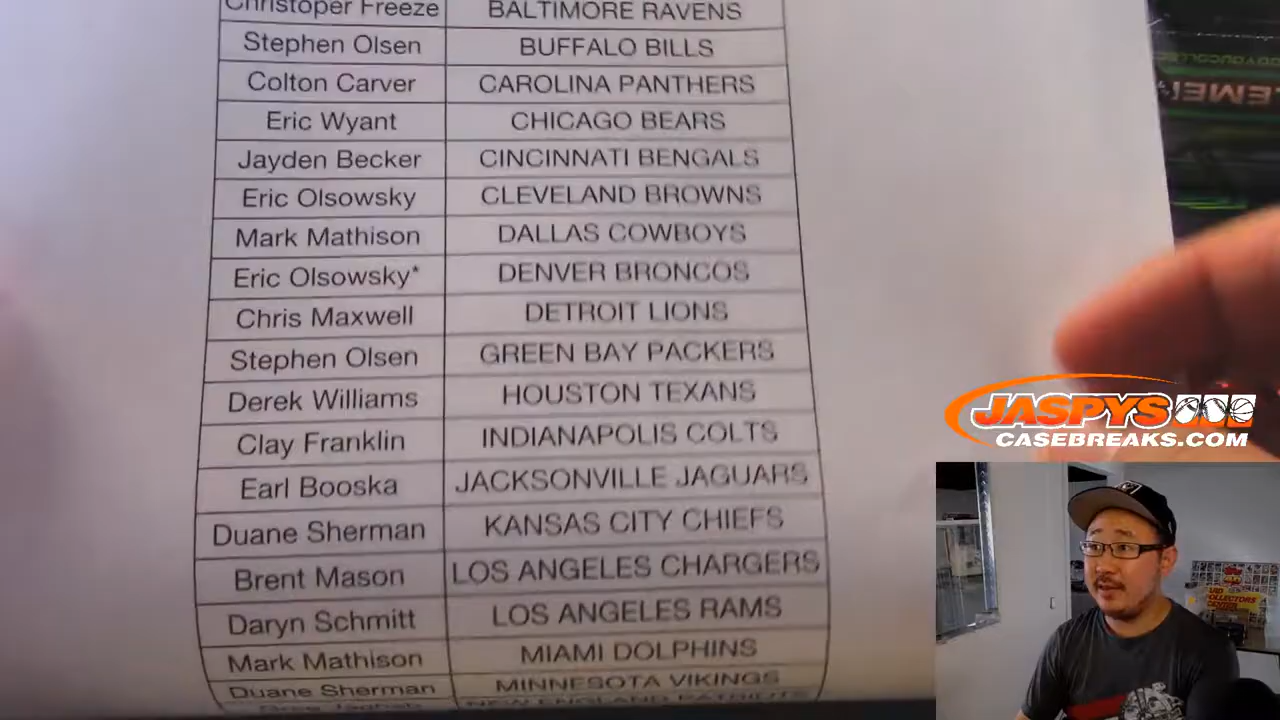 Christoper Freeze BALTIMORE RAVENS
Stephen Olsen BUFFALO BILLS
Colton Carver CAROLINA PANTHERS
Eric Wyant CHICAGO BEARS
Jayden Becker CINCINNATI BENGALS
Eric Olsowsky CLEVELAND BROWNS
Mark Mathison DALLAS COWBOYS
Eric Olsowsky* DENVER BRONCOS
Chris Maxwell DETROIT LIONS
Stephen Olsen GREEN BAY PACKERS
Derek Williams HOUSTON TEXANS
Clay Franklin INDIANAPOLIS COLTS
Earl Booska JACKSONVILLE JAGUARS
Duane Sherman KANSAS CITY CHIEFS
Brent Mason LOS ANGELES CHARGERS
Daryn Schmitt LOS ANGELES RAMS
Mark Mathison MIAMI DOLPHINS
Duane Sherman MINNESOTA VIKINGS
NEW ENGLAND PATRIOTS
JASPYS
CASEBREAKS.COM